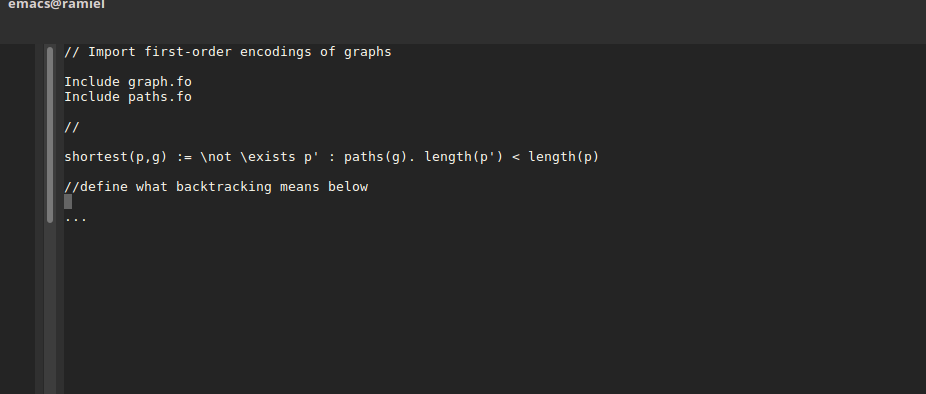 emacs@ramiel
// Import first-order encodings of graphs
Include graph.fo
Include paths.fo
//
shortest(p,g) := \not \exists p' : paths(g). length(p') < length(p)
//define what backtracking means below
...